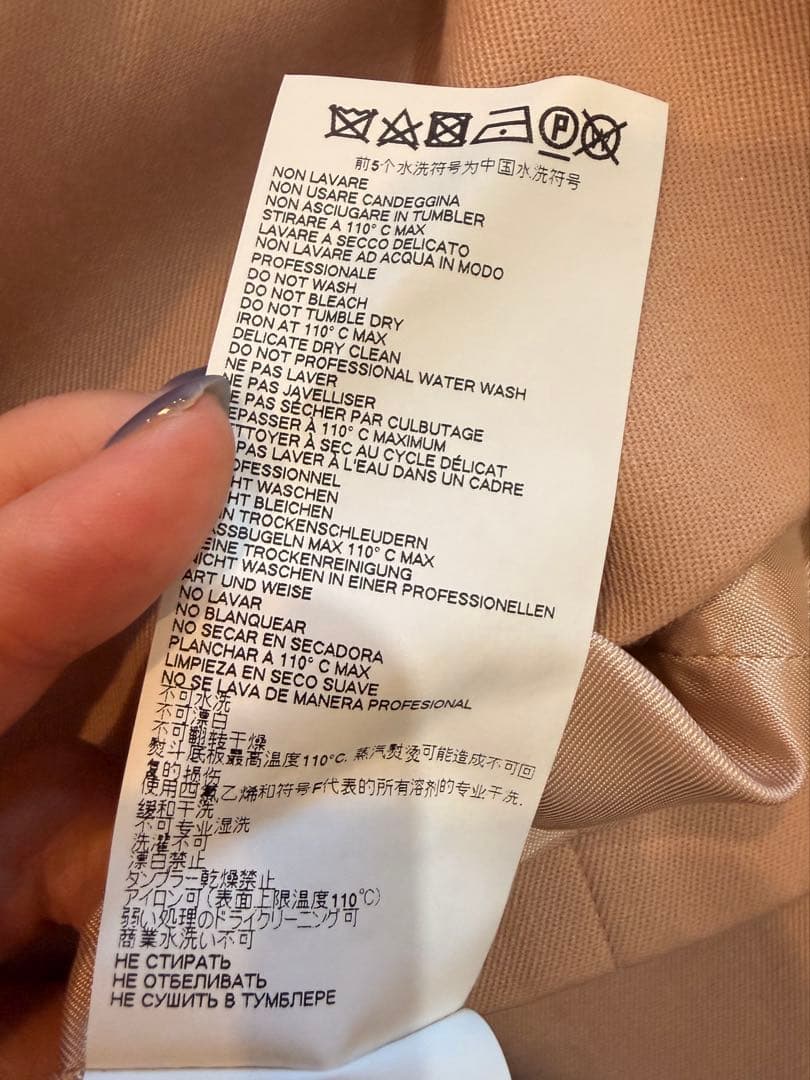 P W
前5个水洗符号为中国水洗符号
NON LAVARE
NON USARE CANDEGGINA
NON ASCIUGARE IN TUMBLER
STIRARE A 110° C MAX
LAVARE A SECCO DELICATO
NON LAVARE AD ACQUA IN MODO
PROFESSIONALE
DO NOT WASH
DO NOT BLEACH
DO NOT TUMBLE DRY
IRON AT 110° C MAX
DELICATE DRY CLEAN
DO NOT PROFESSIONAL WATER WASH
NE PAS LAVER
NE PAS JAVELLISER
E PAS SÉCHER PAR CULBUTAGE
EPASSER À 110° C MAXIMUM
TTOYER À SEC AU CYCLE DÉLICAT
PAS LAVER À L'EAU DANS UN CADRE
OFESSIONNEL
HT WASCHEN
HT BLEICHEN
IN TROCKENSCHLEUDERN
ASSBUGELN MAX 110° C MAX
EINE TROCKENREINIGUNG
NICHT WASCHEN IN EINER PROFESSIONELLEN
ART UND WEISE
NO LAVAR
NO BLANQUEAR
NO SECAR EN SECADORA
PLANCHAR A 110° C MAX
LIMPIEZA EN SECO SUAVE
NO SE LAVA DE MANERA PROFESIONAL
不可水洗
不可漂白
不可翻转干燥
熨斗底板最高温度110°C. 蒸汽熨烫可能造成不可回
复的损伤
使用四氯乙烯和符号F代表的所有溶剂的专业干洗.
缓和干洗
不可专业湿洗
洗濯不可
漂白禁止
タンブラー乾燥禁止
アイロン可(表面上限温度110℃)
弱い処理のドライクリーニング可
商業水洗い不可
НЕ СТИРАТЬ
НЕ ОТБЕЛИВАТЬ
НЕ СУШИТЬ В ТУМБЛЕРЕ